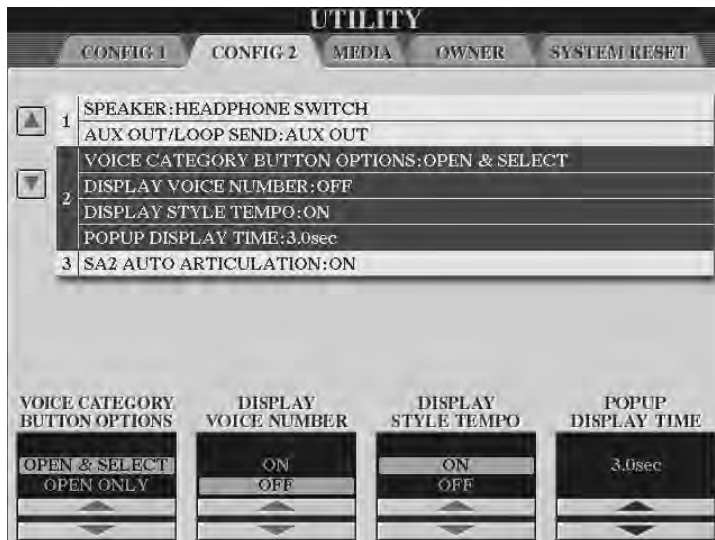 UTILITY
CONFIG 1 CONFIG 2 MEDIA OWNER SYSTEM RESET
1 SPEAKER:HEADPHONE SWITCH
AUX OUT/LOOP SEND:AUX OUT
2 VOICE CATEGORY BUTTON OPTIONS:OPEN & SELECT
DISPLAY VOICE NUMBER:OFF
DISPLAY STYLE TEMPO:ON
POPUP DISPLAY TIME:3.0sec
3 SA2 AUTO ARTICULATION:ON
VOICE CATEGORY BUTTON OPTIONS
DISPLAY VOICE NUMBER
DISPLAY STYLE TEMPO
POPUP DISPLAY TIME
OPEN & SELECT
OPEN ONLY
ON
OFF
ON
OFF
3.0sec